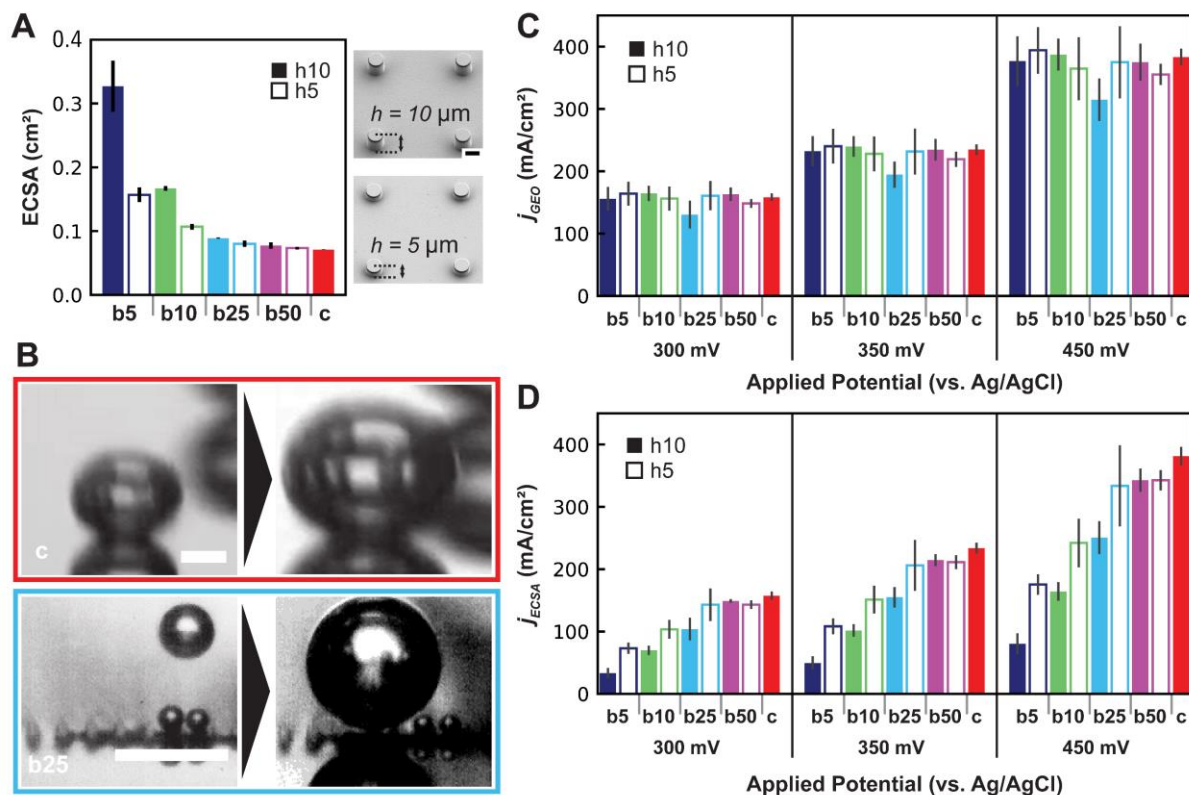 A
0.4
0.3
0.2
0.1
0.0
ECSA (cm²)
h10
h5
b5 b10 b25 b50 c
h = 10 μm
h = 5 μm
B
c
b25
C
400
300
200
100
0
j_GEO (mA/cm²)
h10
h5
b5 b10 b25 b50 c b5 b10 b25 b50 c b5 b10 b25 b50 c
300 mV 350 mV 450 mV
Applied Potential (vs. Ag/AgCl)
D
400
300
200
100
0
j_ECSA (mA/cm²)
h10
h5
b5 b10 b25 b50 c b5 b10 b25 b50 c b5 b10 b25 b50 c
300 mV 350 mV 450 mV
Applied Potential (vs. Ag/AgCl)